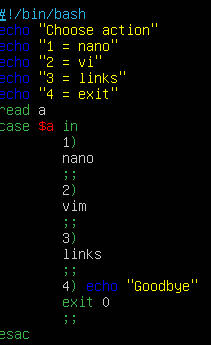 #!/bin/bash
echo "Choose action"
echo "1 = nano"
echo "2 = vi"
echo "3 = links"
echo "4 = exit"
read a
case $a in
1)
nano
;;
2)
vim
;;
3)
links
;;
4) echo "Goodbye"
exit 0
;;
esac